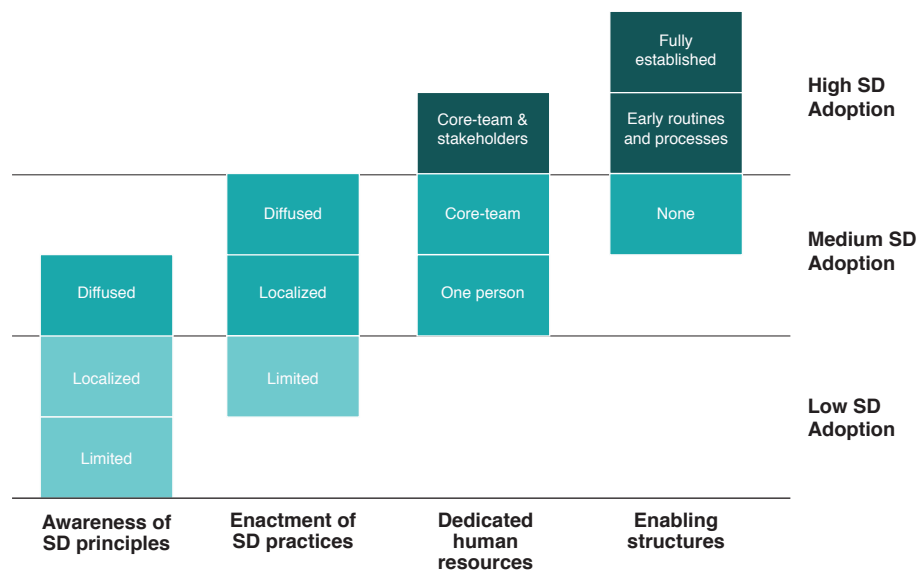 Fully
established
High SD
Adoption
Core-team &
stakeholders
Early routines
and processes
Diffused
Core-team
None
Medium SD
Adoption
Diffused
Localized
One person
Localized
Limited
Low SD
Adoption
Limited
Awareness of
SD principles
Enactment of
SD practices
Dedicated
human
resources
Enabling
structures